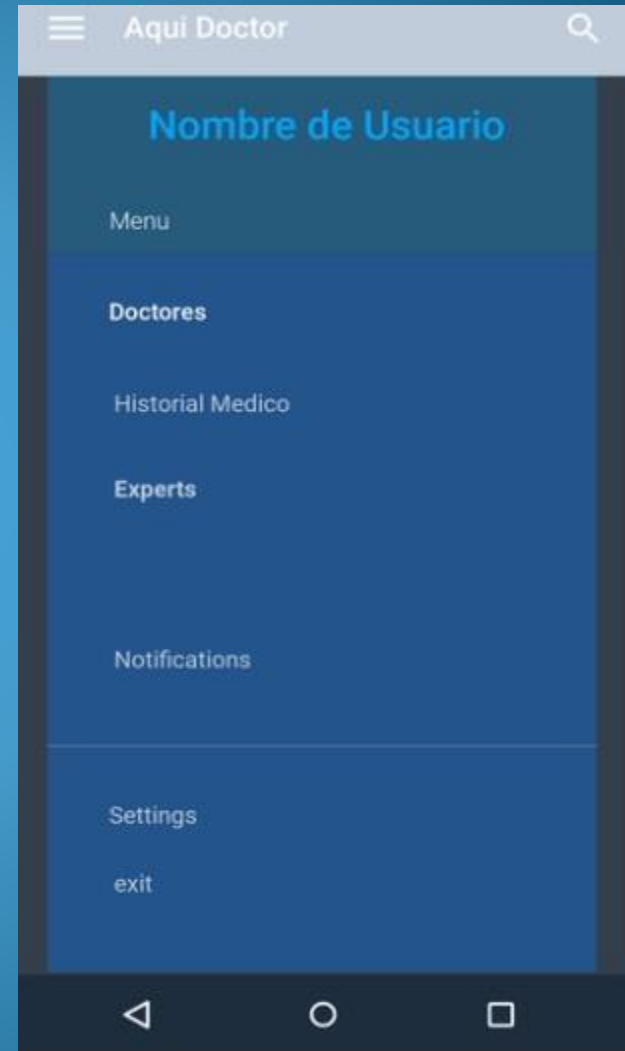 Aqui Doctor
Nombre de Usuario
Menu
Doctores
Historial Medico
Experts
Notifications
Settings
exit